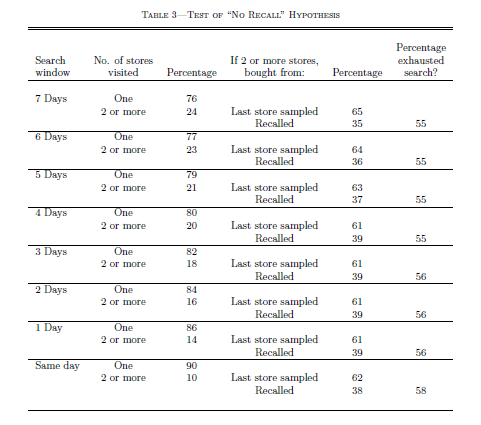 TABLE 3—TEST OF "NO RECALL" HYPOTHESIS
Percentage
Search No. of stores If 2 or more stores, exhausted
window visited Percentage bought from: Percentage search?
7 Days One 76
2 or more 24 Last store sampled 65
Recalled 35 55
6 Days One 77
2 or more 23 Last store sampled 64
Recalled 36 55
5 Days One 79
2 or more 21 Last store sampled 63
Recalled 37 55
4 Days One 80
2 or more 20 Last store sampled 61
Recalled 39 55
3 Days One 82
2 or more 18 Last store sampled 61
Recalled 39 56
2 Days One 84
2 or more 16 Last store sampled 61
Recalled 39 56
1 Day One 86
2 or more 14 Last store sampled 61
Recalled 39 56
Same day One 90
2 or more 10 Last store sampled 62
Recalled 38 58